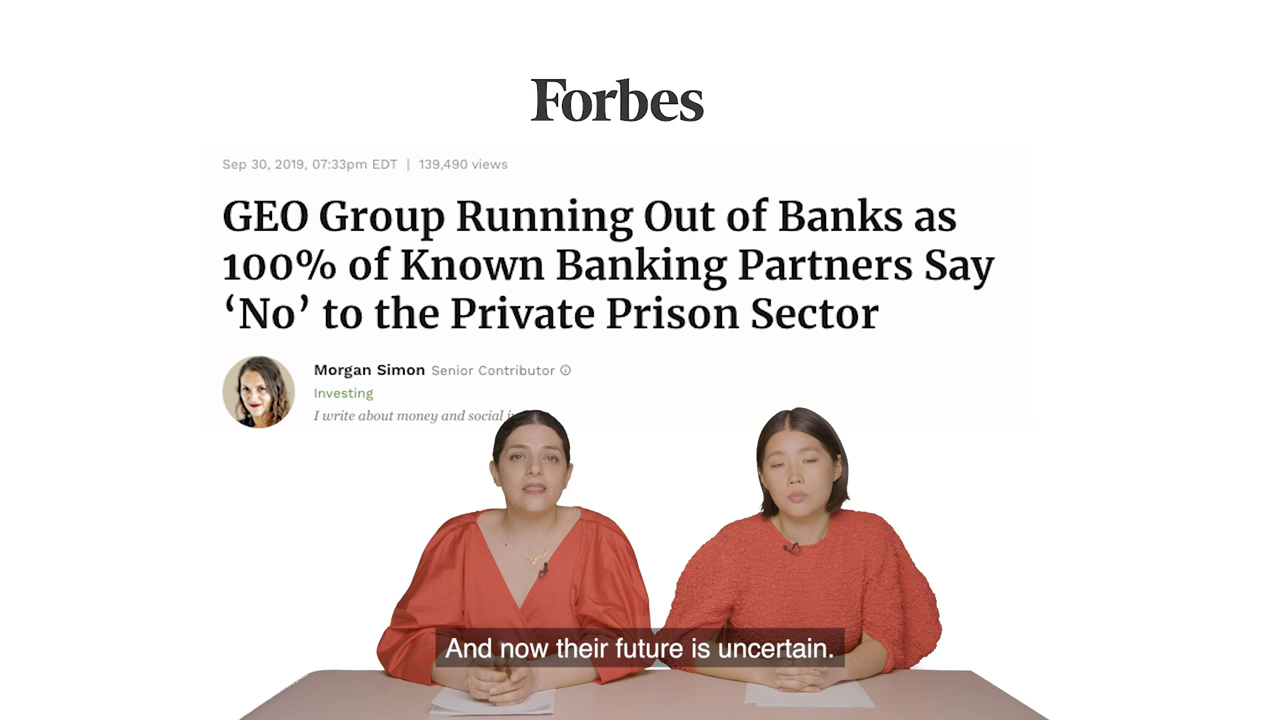 Forbes
Sep 30, 2019, 07:33pm EDT | 139,490 views
GEO Group Running Out of Banks as
100% of Known Banking Partners Say
‘No’ to the Private Prison Sector
Morgan Simon Senior Contributor
Investing
I write about money and social
And now their future is uncertain.